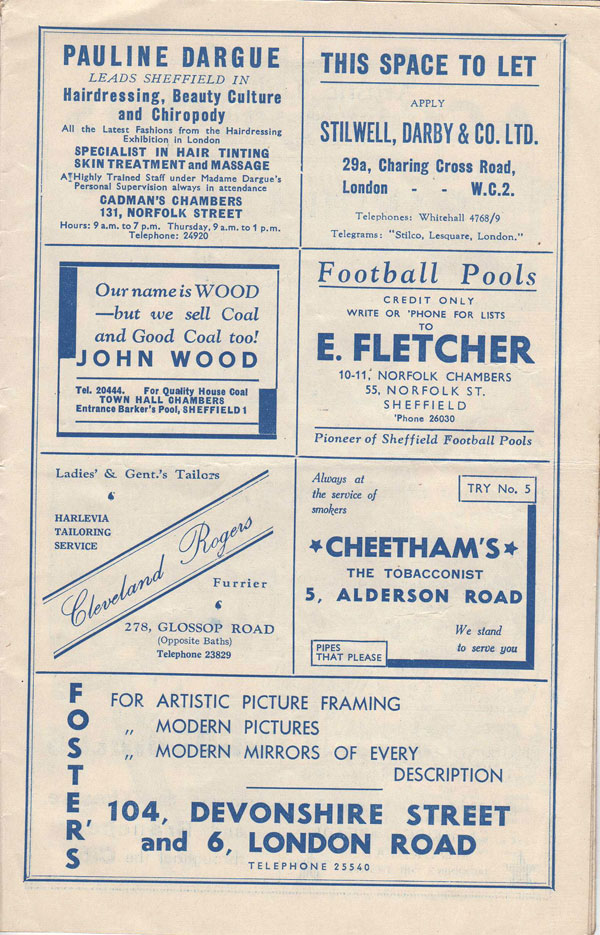 PAULINE DARGUE
LEADS SHEFFIELD IN
Hairdressing, Beauty Culture
and Chiropody
All the Latest Fashions from the Hairdressing
Exhibition in London
SPECIALIST IN HAIR TINTING
SKIN TREATMENT and MASSAGE
A Highly Trained Staff under Madame Dargue's
Personal Supervision always in attendance
CADMAN'S CHAMBERS
131, NORFOLK STREET
Hours: 9 a.m. to 7 p.m. Thursday, 9 a.m. to 1 p.m.
Telephone: 24920
THIS SPACE TO LET
APPLY
STILWELL, DARBY & CO. LTD.
29a, Charing Cross Road,
London - - W.C.2.
Telephones: Whitehall 4768/9
Telegrams: "Stilco, Lesquare, London."
Our name is WOOD
—but we sell Coal
and Good Coal too!
JOHN WOOD
Tel. 20444. For Quality House Coal
TOWN HALL CHAMBERS
Entrance Barker's Pool, SHEFFIELD 1
Football Pools
CREDIT ONLY
WRITE OR 'PHONE FOR LISTS
TO
E. FLETCHER
10-11, NORFOLK CHAMBERS
55, NORFOLK ST.
SHEFFIELD
'Phone 26030
Pioneer of Sheffield Football Pools
Ladies' & Gent.'s Tailors
HARLEVIA
TAILORING
SERVICE
Cleveland Rogers
Furrier
278, GLOSSOP ROAD
(Opposite Baths)
Telephone 23829
Always at
the service of
smokers
TRY No. 5
★CHEETHAM'S★
THE TOBACCONIST
5, ALDERSON ROAD
We stand
to serve you
PIPES
THAT PLEASE
FOSTER'S
FOR ARTISTIC PICTURE FRAMING
„ MODERN PICTURES
„ MODERN MIRRORS OF EVERY
DESCRIPTION
104, DEVONSHIRE STREET
and 6, LONDON ROAD
TELEPHONE 25540